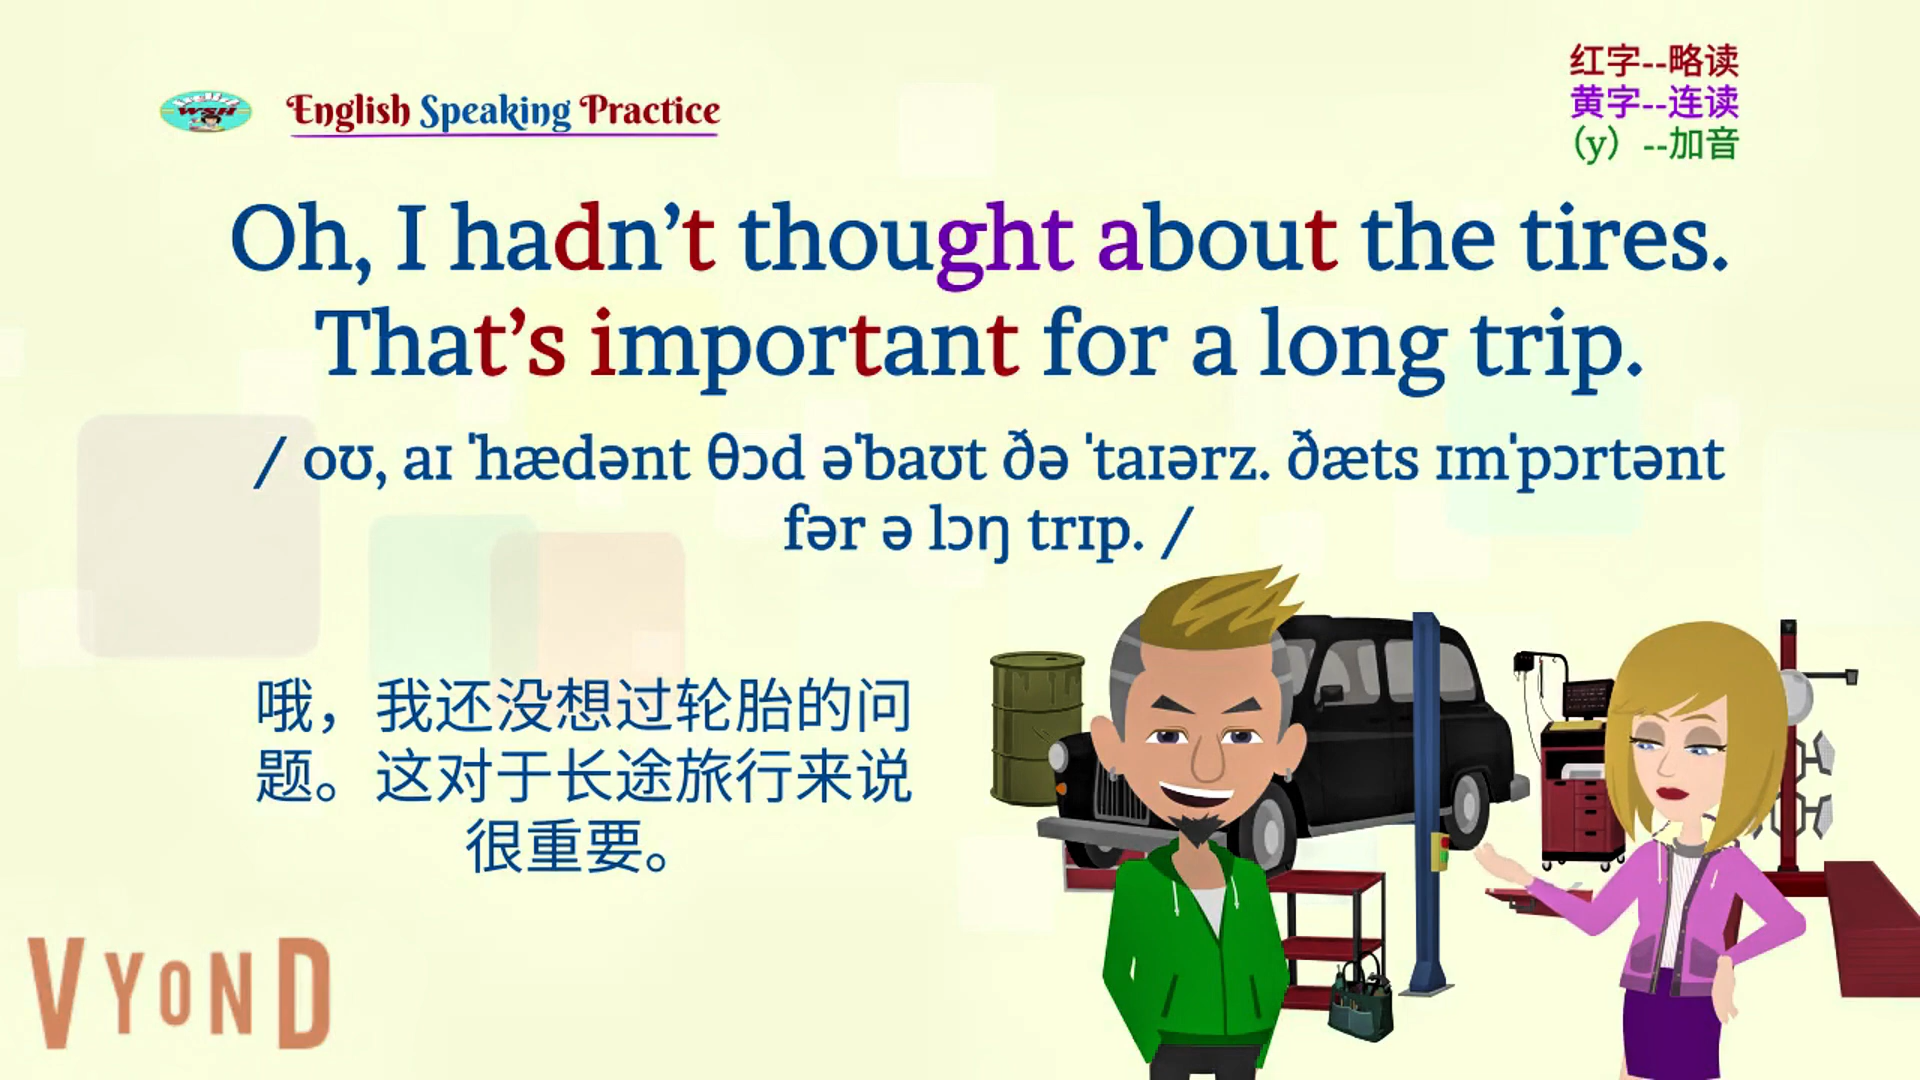 English Speaking Practice
红字--略读
黄字--连读
（y）--加音
Oh, I hadn’t thought about the tires.
That’s important for a long trip.
/ oʊ, aɪ ˈhædənt θɔd əˈbaʊt ðə ˈtaɪərz. ðæts ɪmˈpɔrtənt
fər ə lɔŋ trɪp. /
哦，我还没想过轮胎的问
题。这对于长途旅行来说
很重要。
VYOND